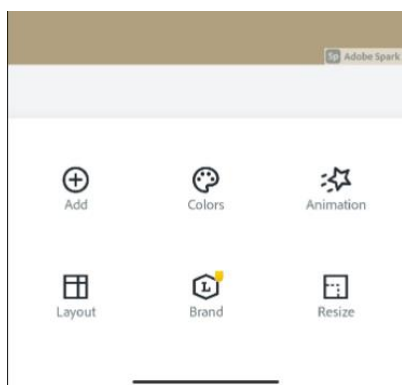 Sp Adobe Spark
Add Colors Animation
L
Layout Brand Resize